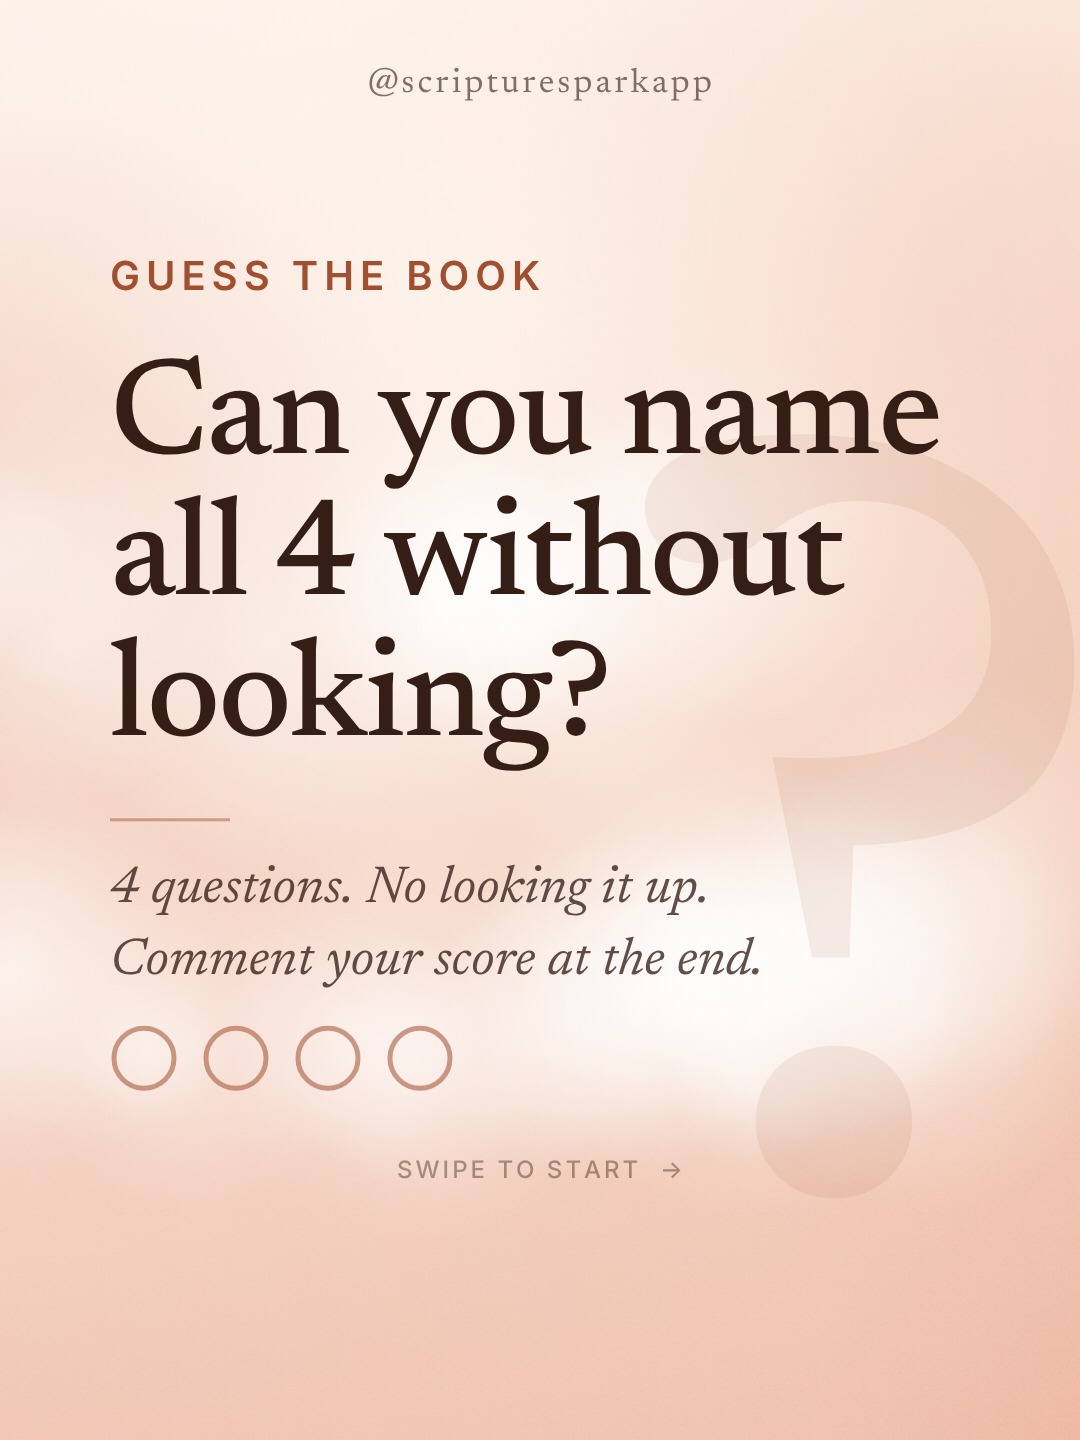 @scripturesparkapp
GUESS THE BOOK
Can you name
all 4 without
looking?
4 questions. No looking it up.
Comment your score at the end.
SWIPE TO START →
?